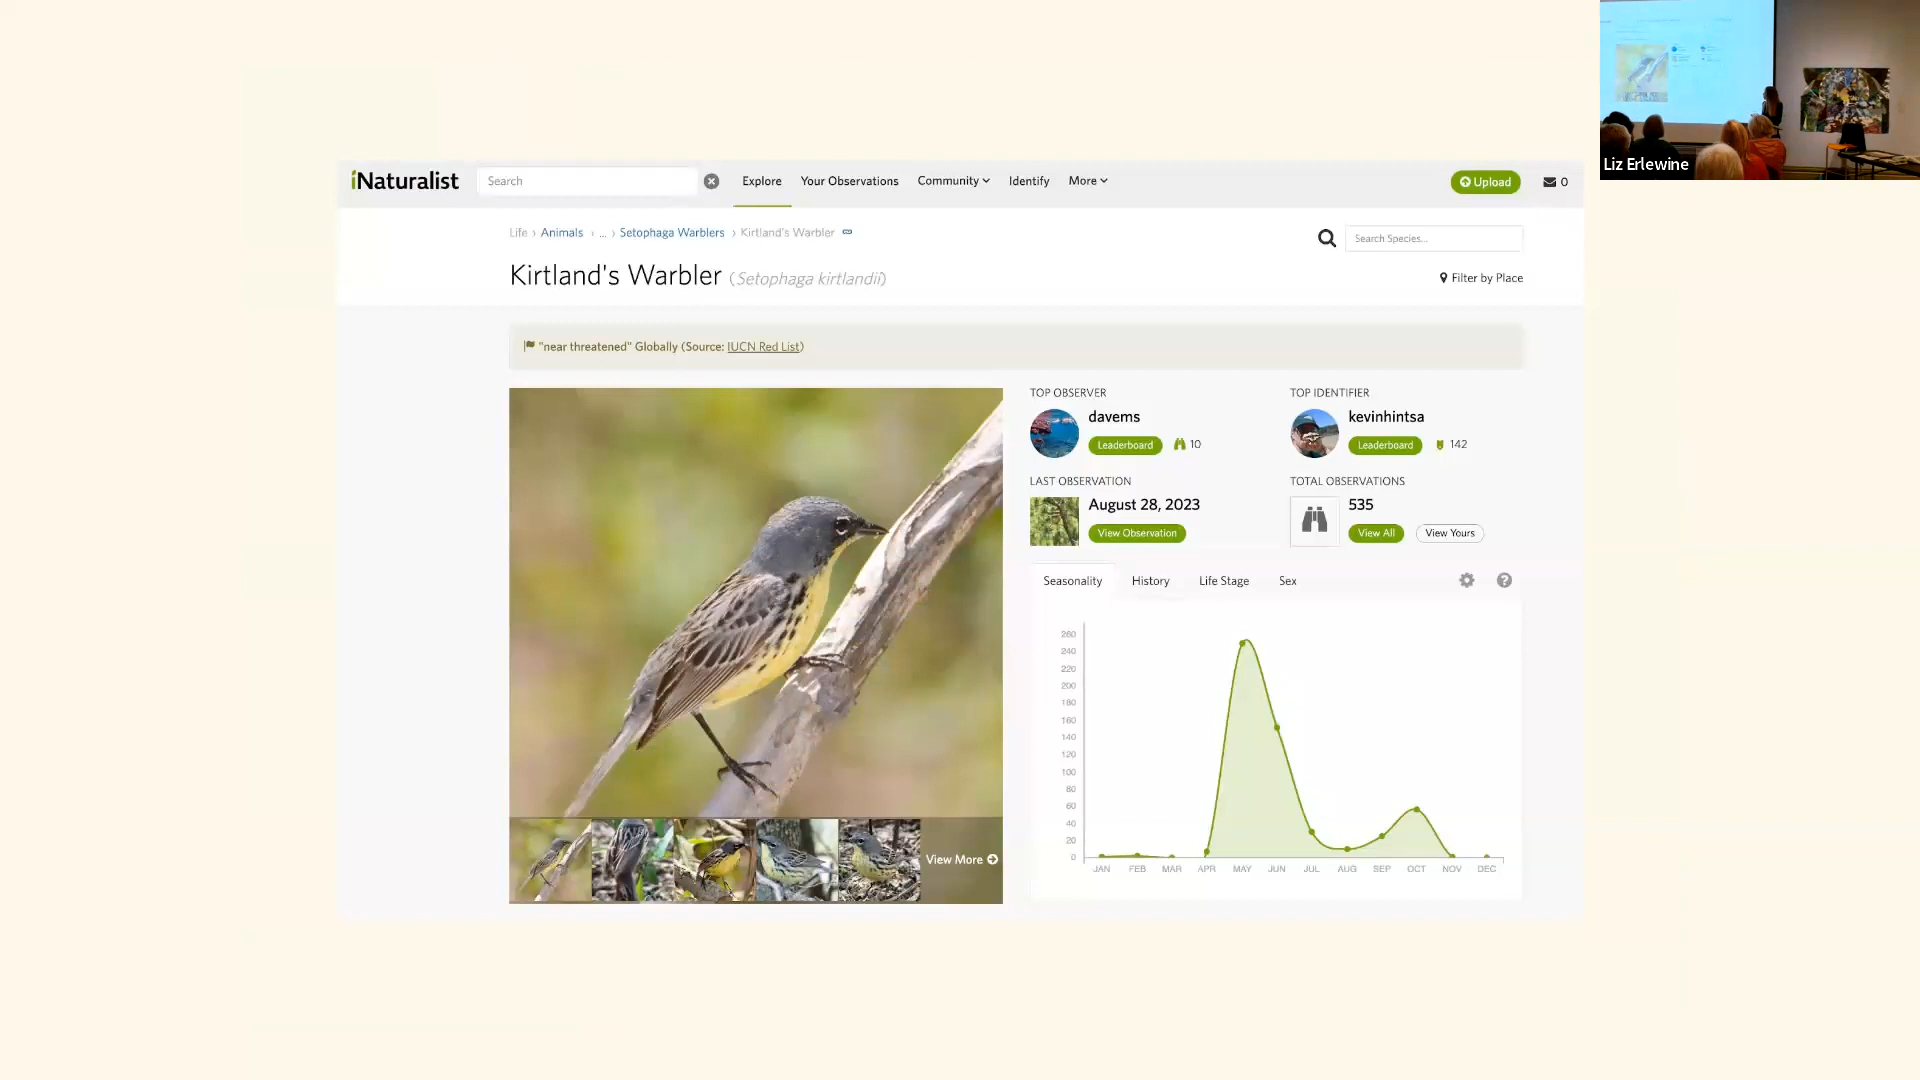 iNaturalist
Search
Explore
Your Observations
Community
Identify
More
Upload
0
Life › Animals › ... › Setophaga Warblers › Kirtland's Warbler
Search Species...
Kirtland's Warbler (Setophaga kirtlandii)
Filter by Place
"near threatened" Globally (Source: IUCN Red List)
TOP OBSERVER
davems
Leaderboard
10
TOP IDENTIFIER
kevinhintsa
Leaderboard
142
LAST OBSERVATION
August 28, 2023
View Observation
TOTAL OBSERVATIONS
535
View All
View Yours
Seasonality
History
Life Stage
Sex
?
260
240
220
200
180
160
140
120
100
80
60
40
20
0
JAN FEB MAR APR MAY JUN JUL AUG SEP OCT NOV DEC
View More
Liz Erlewine